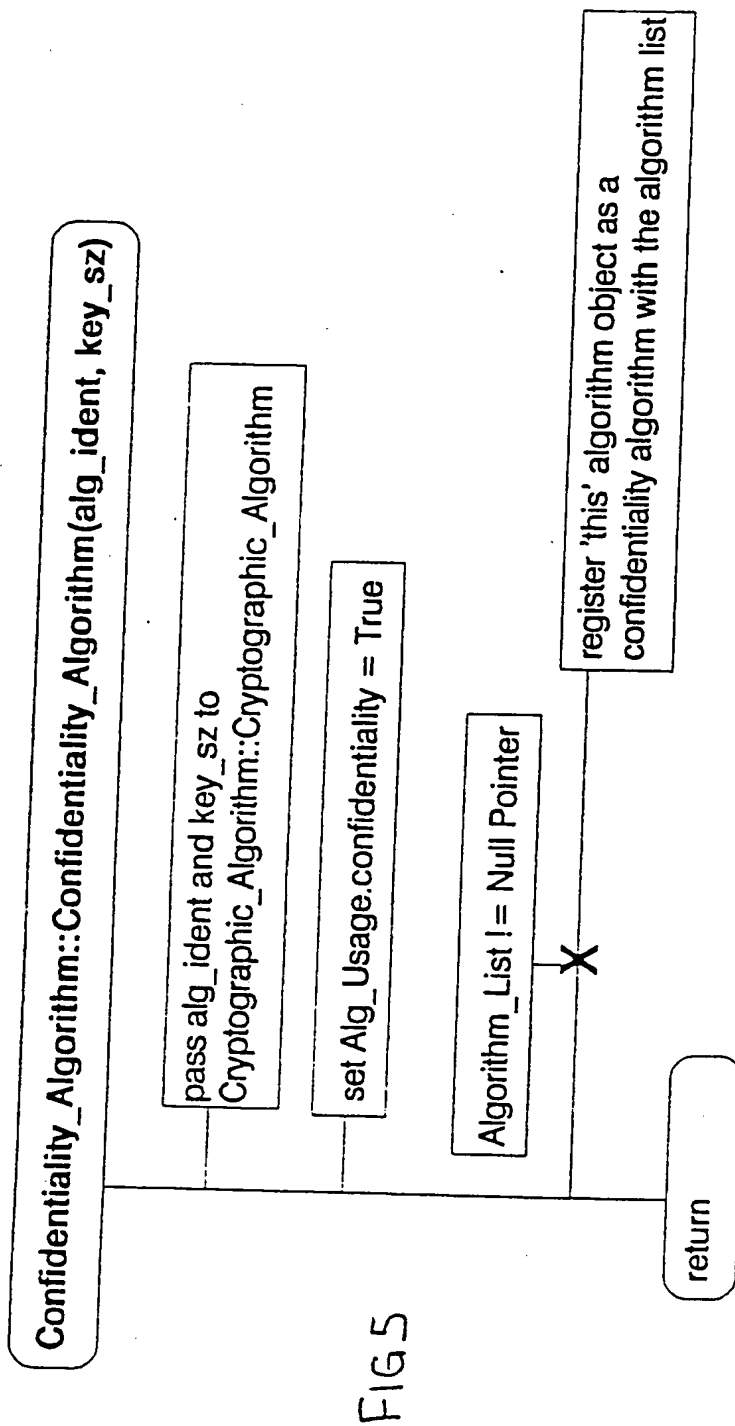 Confidentiality_Algorithm::Confidentiality_Algorithm(alg_ident, key_sz)
pass alg_ident and key_sz to
Cryptographic_Algorithm::Cryptographic_Algorithm
set Alg_Usage.confidentiality = True
Algorithm_List != Null Pointer
X
register 'this' algorithm object as a
confidentiality algorithm with the algorithm list
return
FIG 5